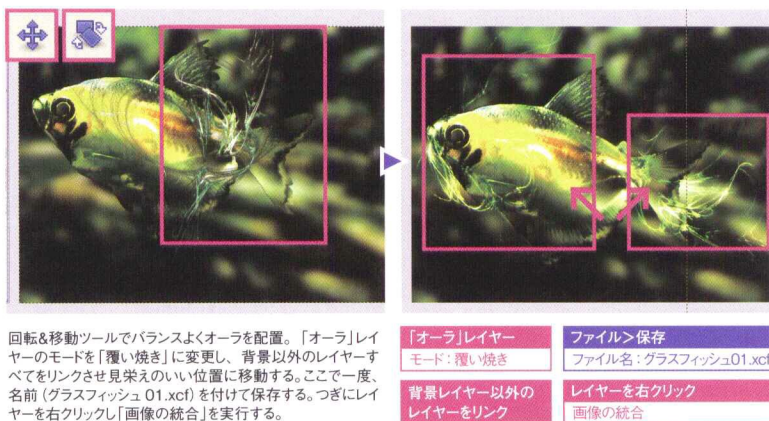 回転&移動ツールでバランスよくオーラを配置。「オーラ」レイ
ヤーのモードを「覆い焼き」に変更し、背景以外のレイヤーす
べてをリンクさせ見栄えのいい位置に移動する。ここで一度、
名前（グラスフィッシュ 01.xcf）を付けて保存する。つぎにレイ
ヤーを右クリックし「画像の統合」を実行する。
「オーラ」レイヤー
モード：覆い焼き
ファイル＞保存
ファイル名：グラスフィッシュ01.xcf
背景レイヤー以外の
レイヤーをリンク
レイヤーを右クリック
画像の統合